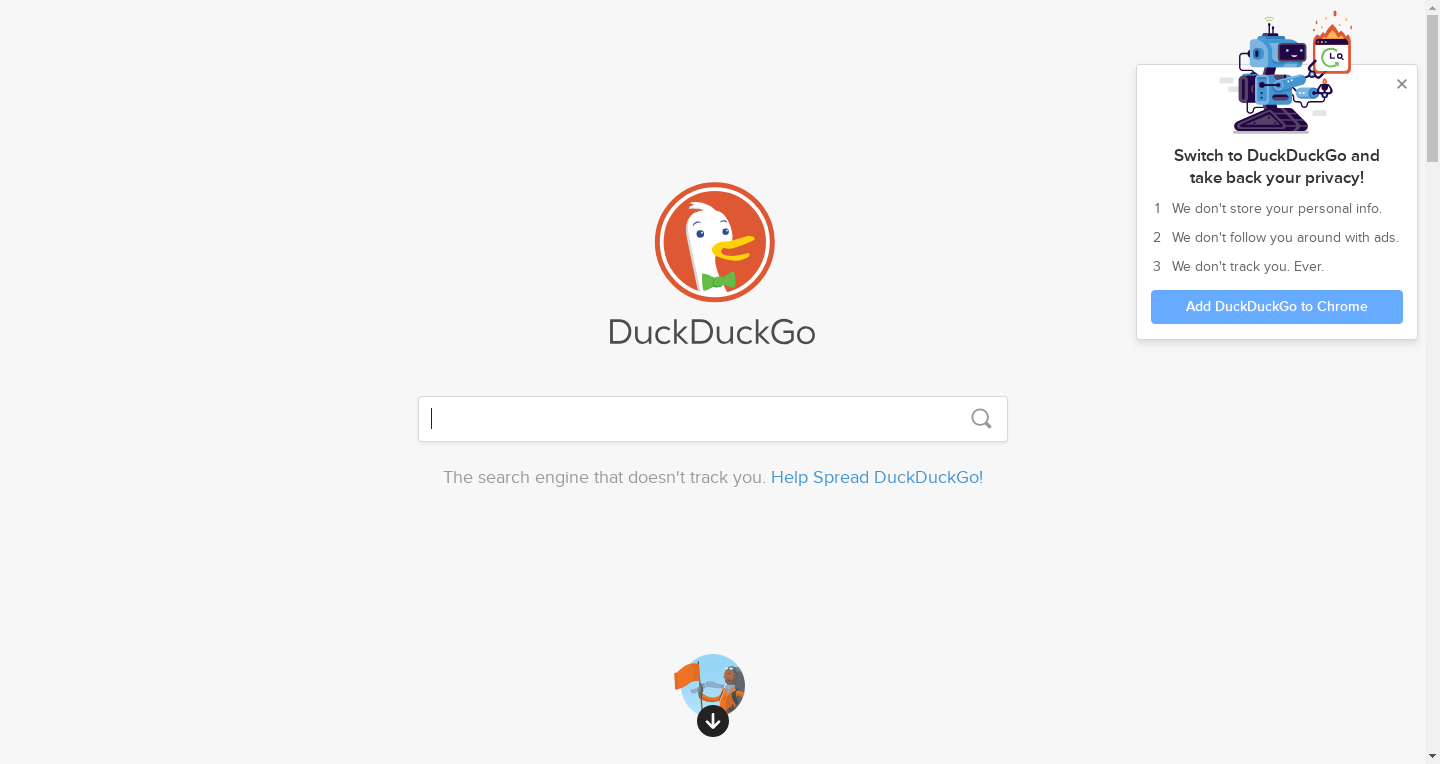 Switch to DuckDuckGo and
take back your privacy!
1 We don't store your personal info.
2 We don't follow you around with ads.
3 We don't track you. Ever.
Add DuckDuckGo to Chrome
DuckDuckGo
The search engine that doesn't track you. Help Spread DuckDuckGo!